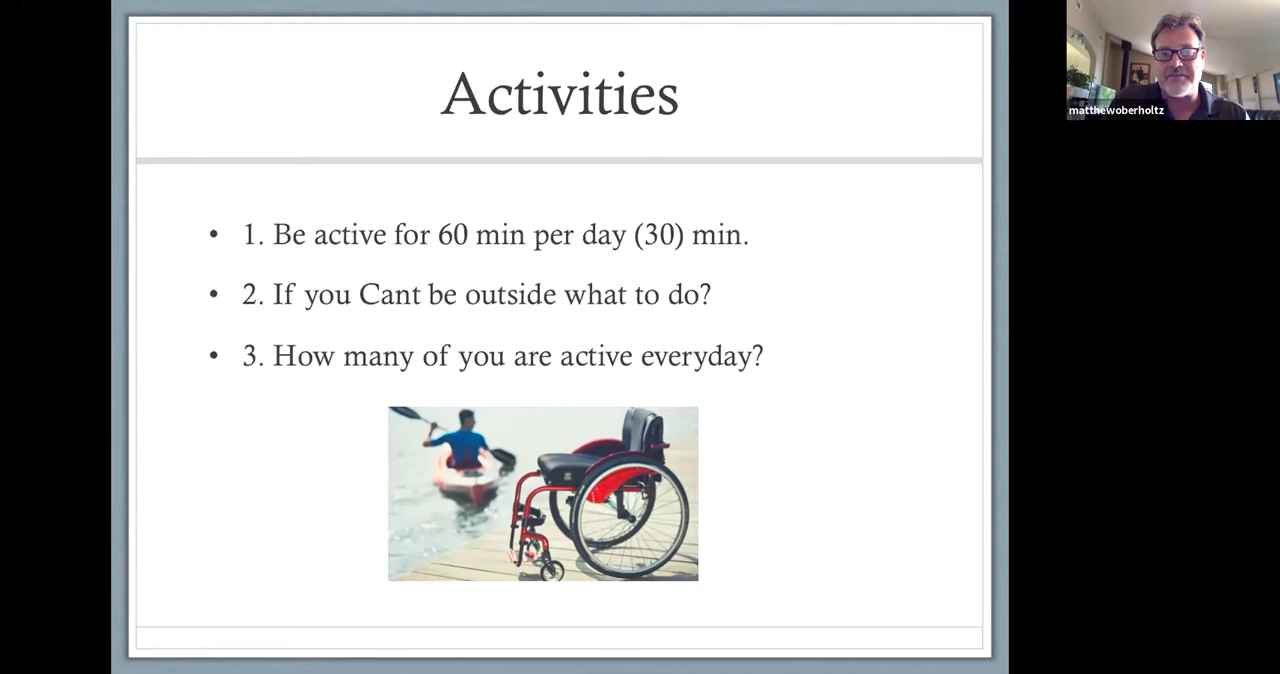 Activities
• 1. Be active for 60 min per day (30) min.
• 2. If you Cant be outside what to do?
• 3. How many of you are active everyday?
matthewoberholtz